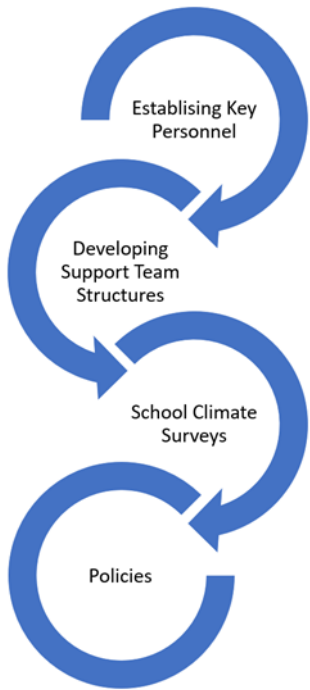 Establising Key
Personnel
Developing
Support Team
Structures
School Climate
Surveys
Policies